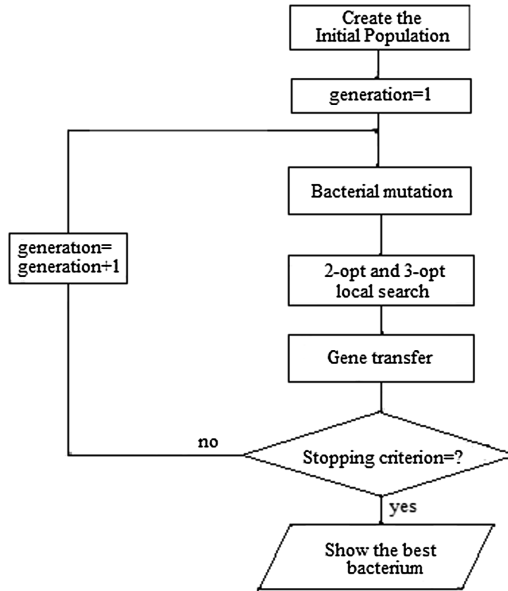 Create the
Initial Population
generation=1
Bacterial mutation
generation=
generation+1
2-opt and 3-opt
local search
Gene transfer
no
Stopping criterion=?
yes
Show the best
bacterium